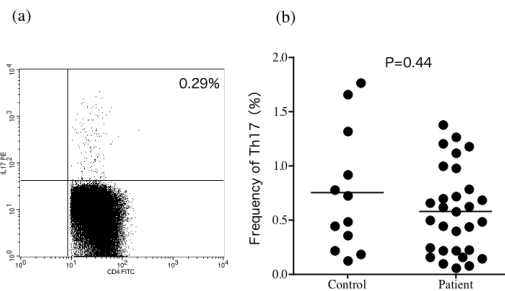 (a)
10^4
0.29%
10^3
IL17 PE
10^2
10^1
10^0
10^0 10^1 10^2 10^3 10^4
CD4 FITC
(b)
2.0
P=0.44
1.5
Frequency of Th17 (%)
1.0
0.5
0.0
Control Patient